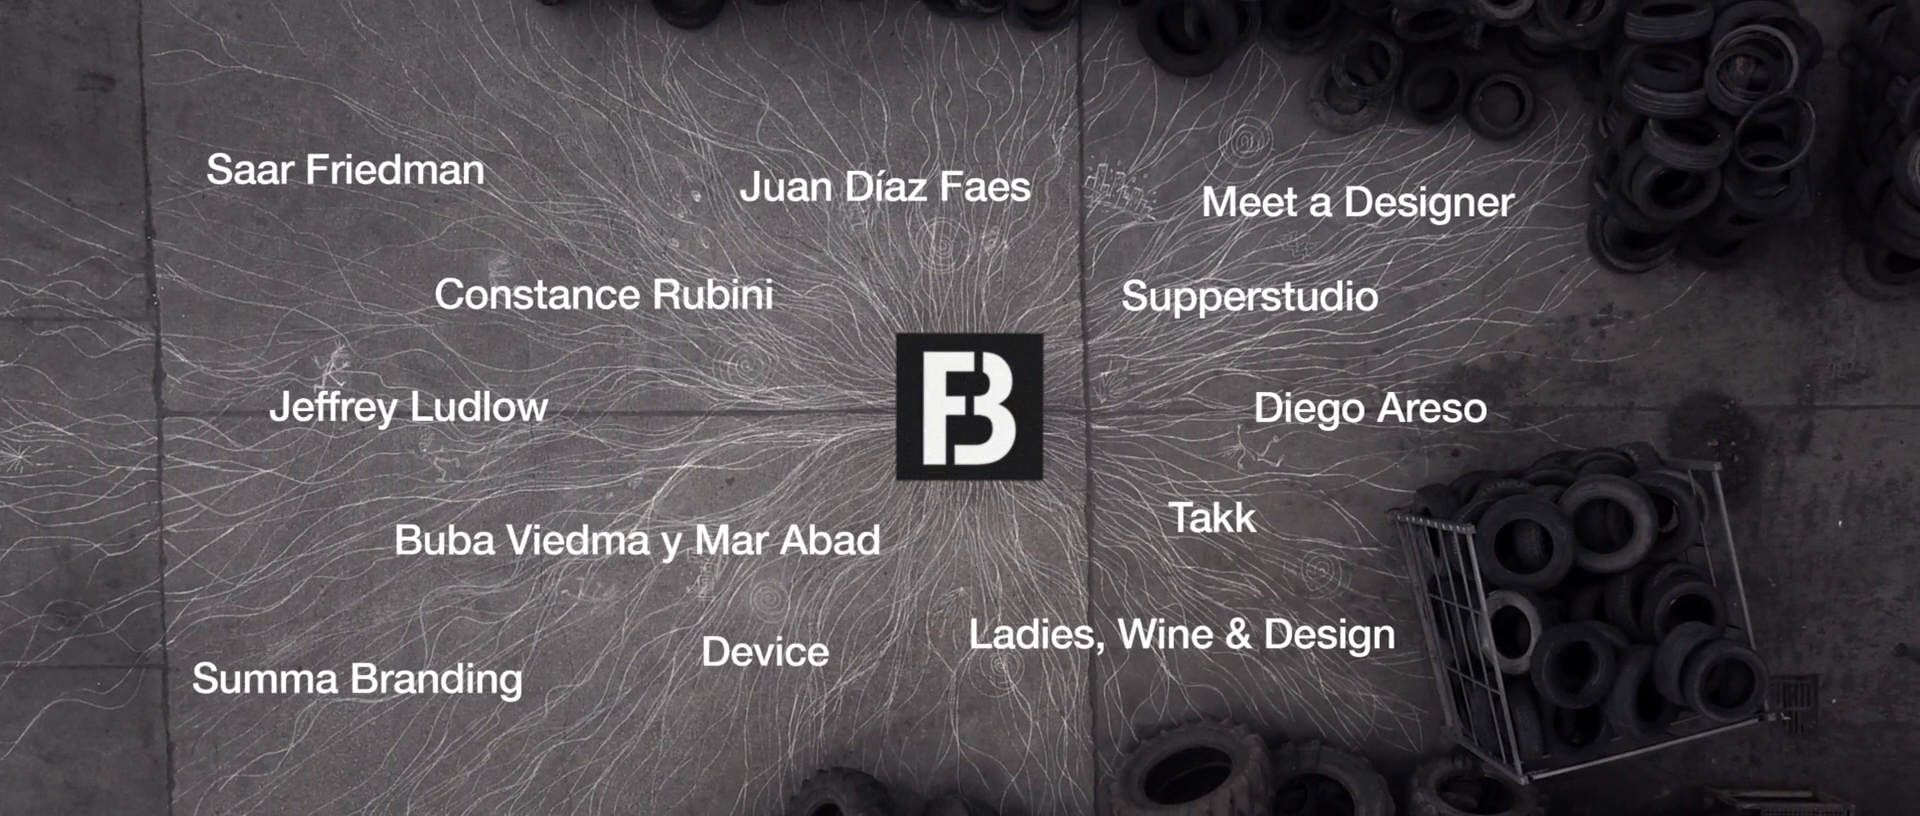 Saar Friedman
Juan Díaz Faes
Meet a Designer
Constance Rubini
Supperstudio
FB
Jeffrey Ludlow
Diego Areso
Takk
Buba Viedma y Mar Abad
Ladies, Wine & Design
Device
Summa Branding